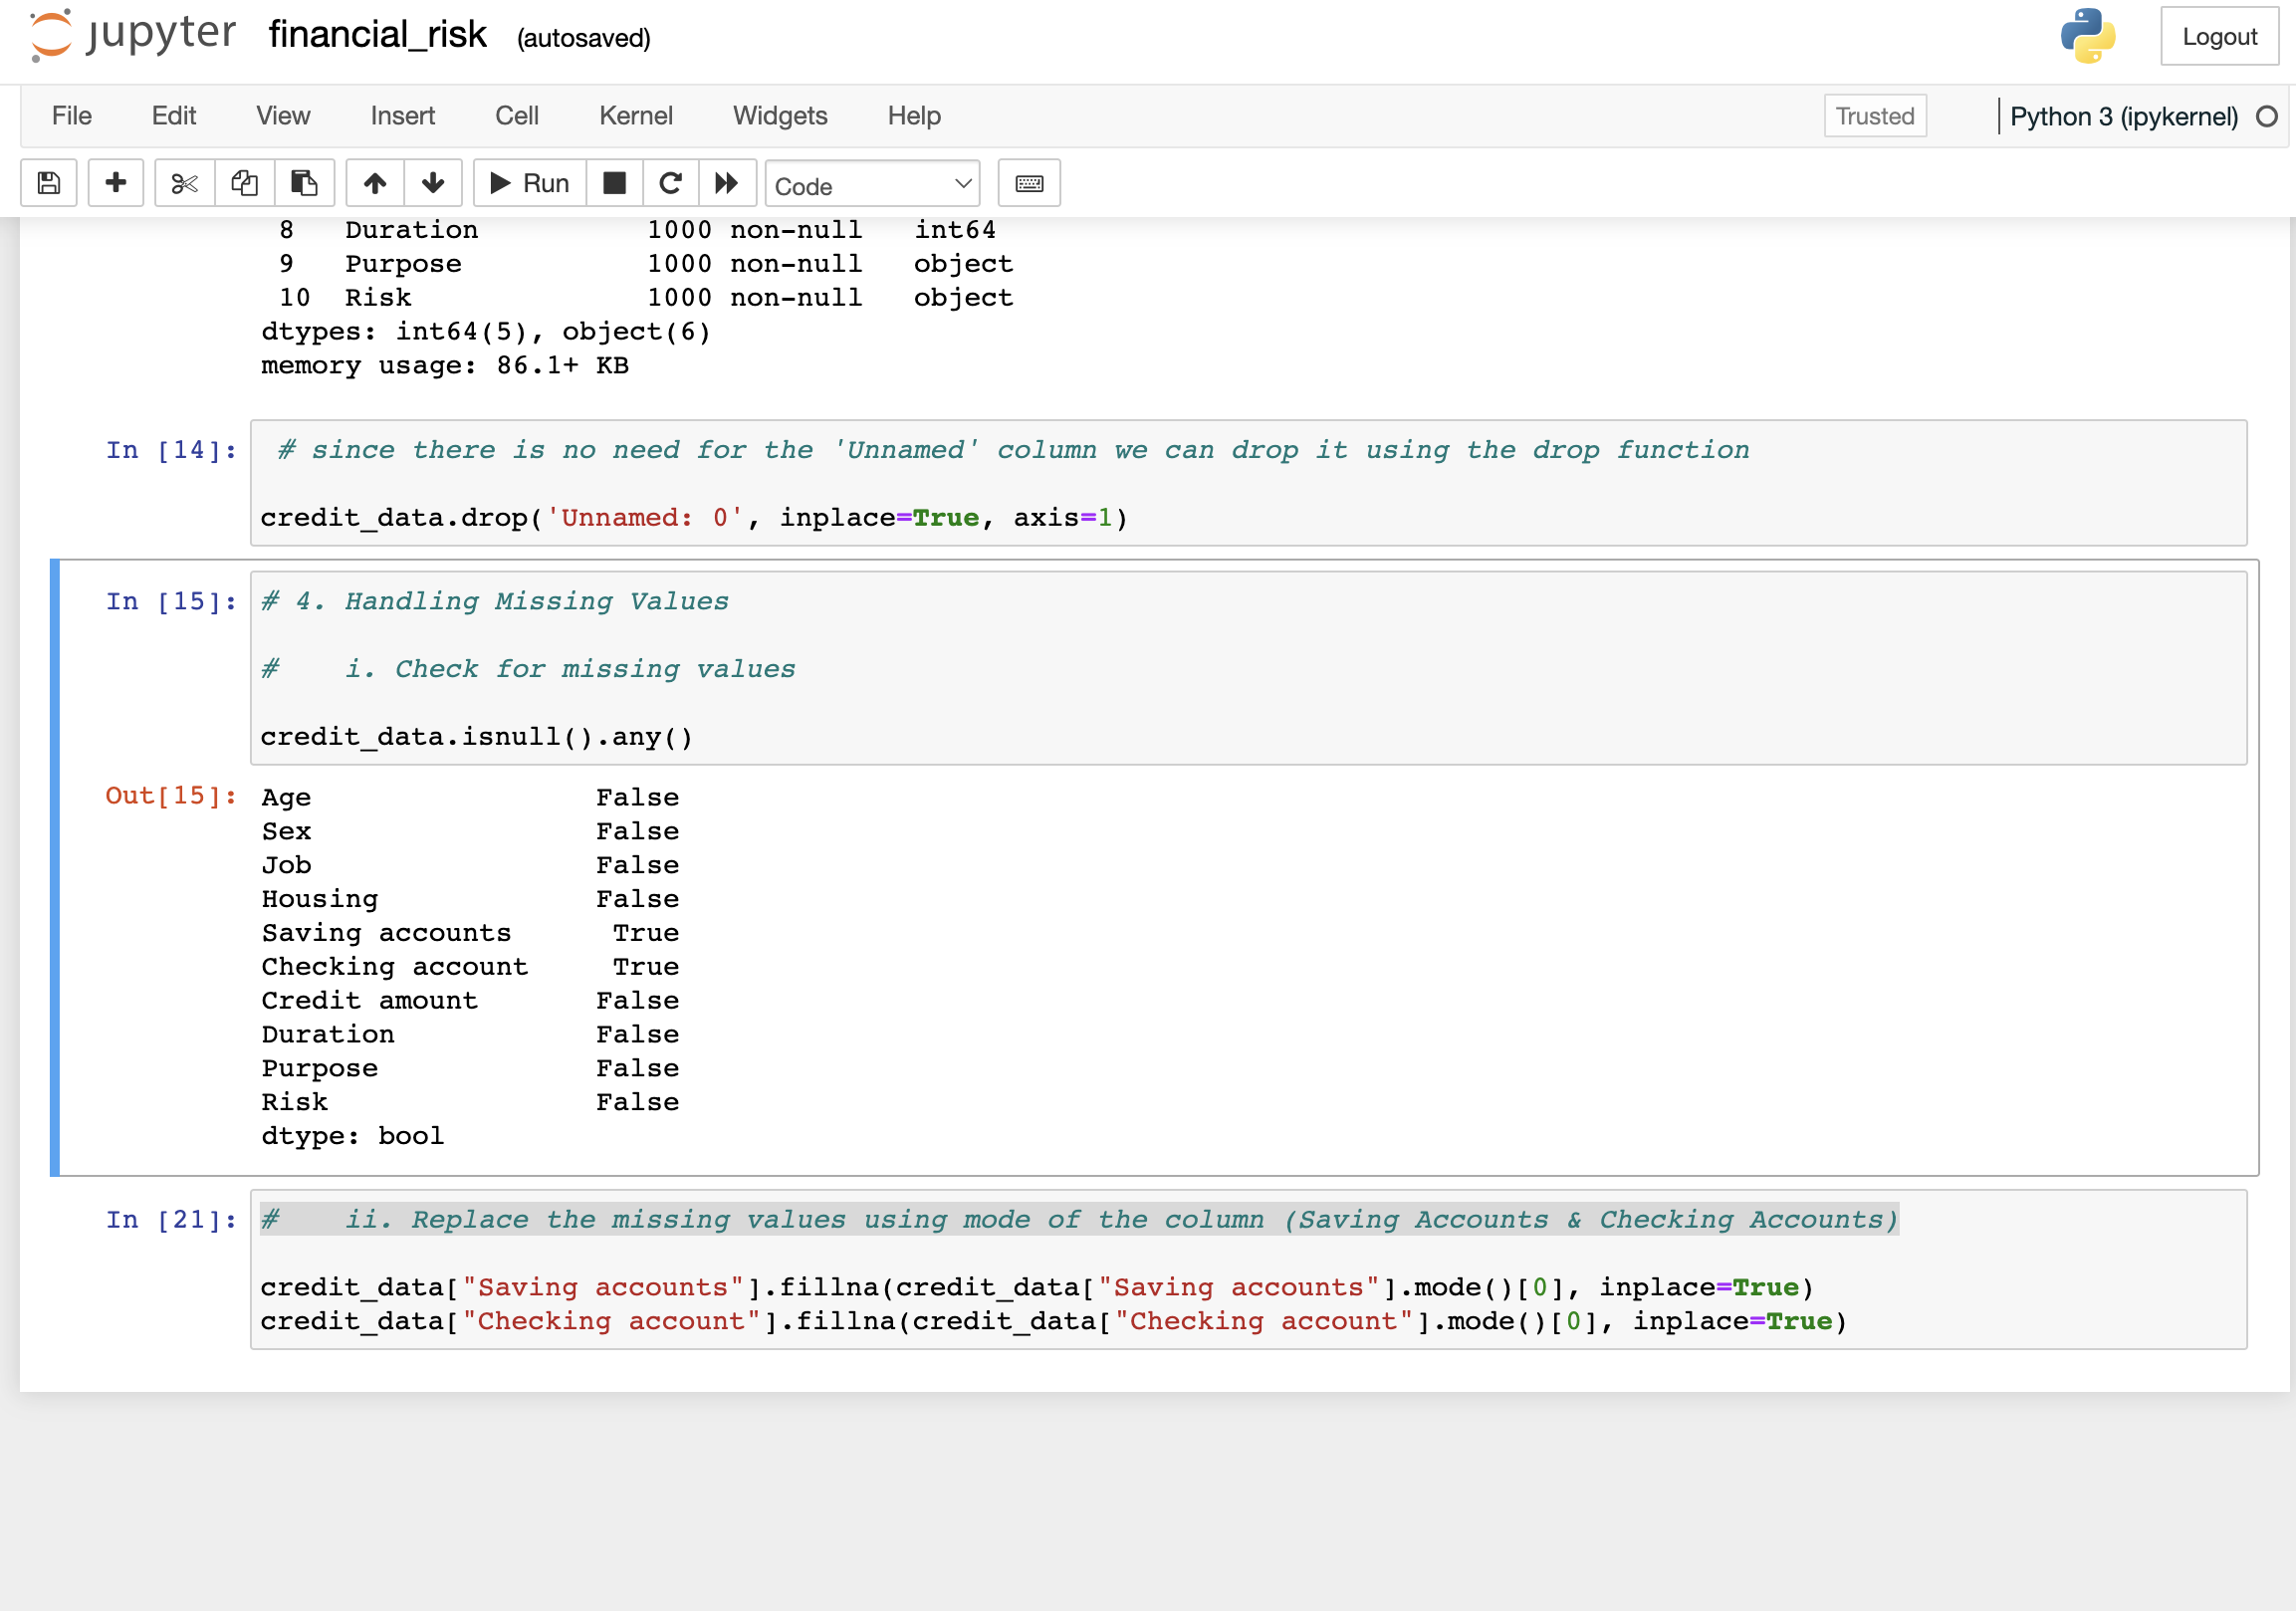 jupyter financial_risk (autosaved) Logout
File Edit View Insert Cell Kernel Widgets Help Trusted Python 3 (ipykernel)
Run Code
8 Duration 1000 non-null int64
9 Purpose 1000 non-null object
10 Risk 1000 non-null object
dtypes: int64(5), object(6)
memory usage: 86.1+ KB
In [14]: # since there is no need for the 'Unnamed' column we can drop it using the drop function
credit_data.drop('Unnamed: 0', inplace=True, axis=1)
In [15]: # 4. Handling Missing Values
# i. Check for missing values
credit_data.isnull().any()
Out[15]: Age False
Sex False
Job False
Housing False
Saving accounts True
Checking account True
Credit amount False
Duration False
Purpose False
Risk False
dtype: bool
In [21]: # ii. Replace the missing values using mode of the column (Saving Accounts & Checking Accounts)
credit_data["Saving accounts"].fillna(credit_data["Saving accounts"].mode()[0], inplace=True)
credit_data["Checking account"].fillna(credit_data["Checking account"].mode()[0], inplace=True)